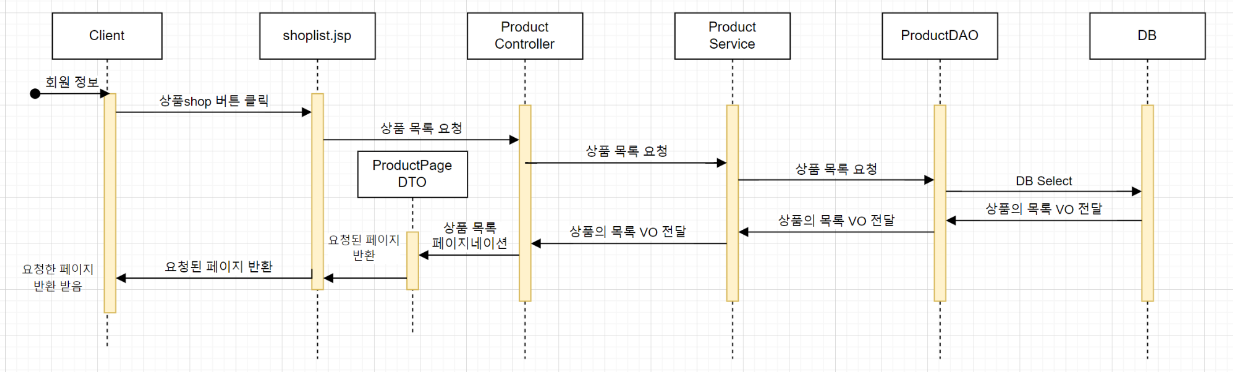 Client
shoplist.jsp
Product
Controller
Product
Service
ProductDAO
DB
회원 정보
상품shop 버튼 클릭
상품 목록 요청
상품 목록 요청
상품 목록 요청
DB Select
ProductPage
DTO
상품의 목록 VO 전달
상품의 목록 VO 전달
상품의 목록 VO 전달
상품 목록
페이지네이션
요청된 페이지
반환
요청된 페이지 반환
요청한 페이지
반환 받음